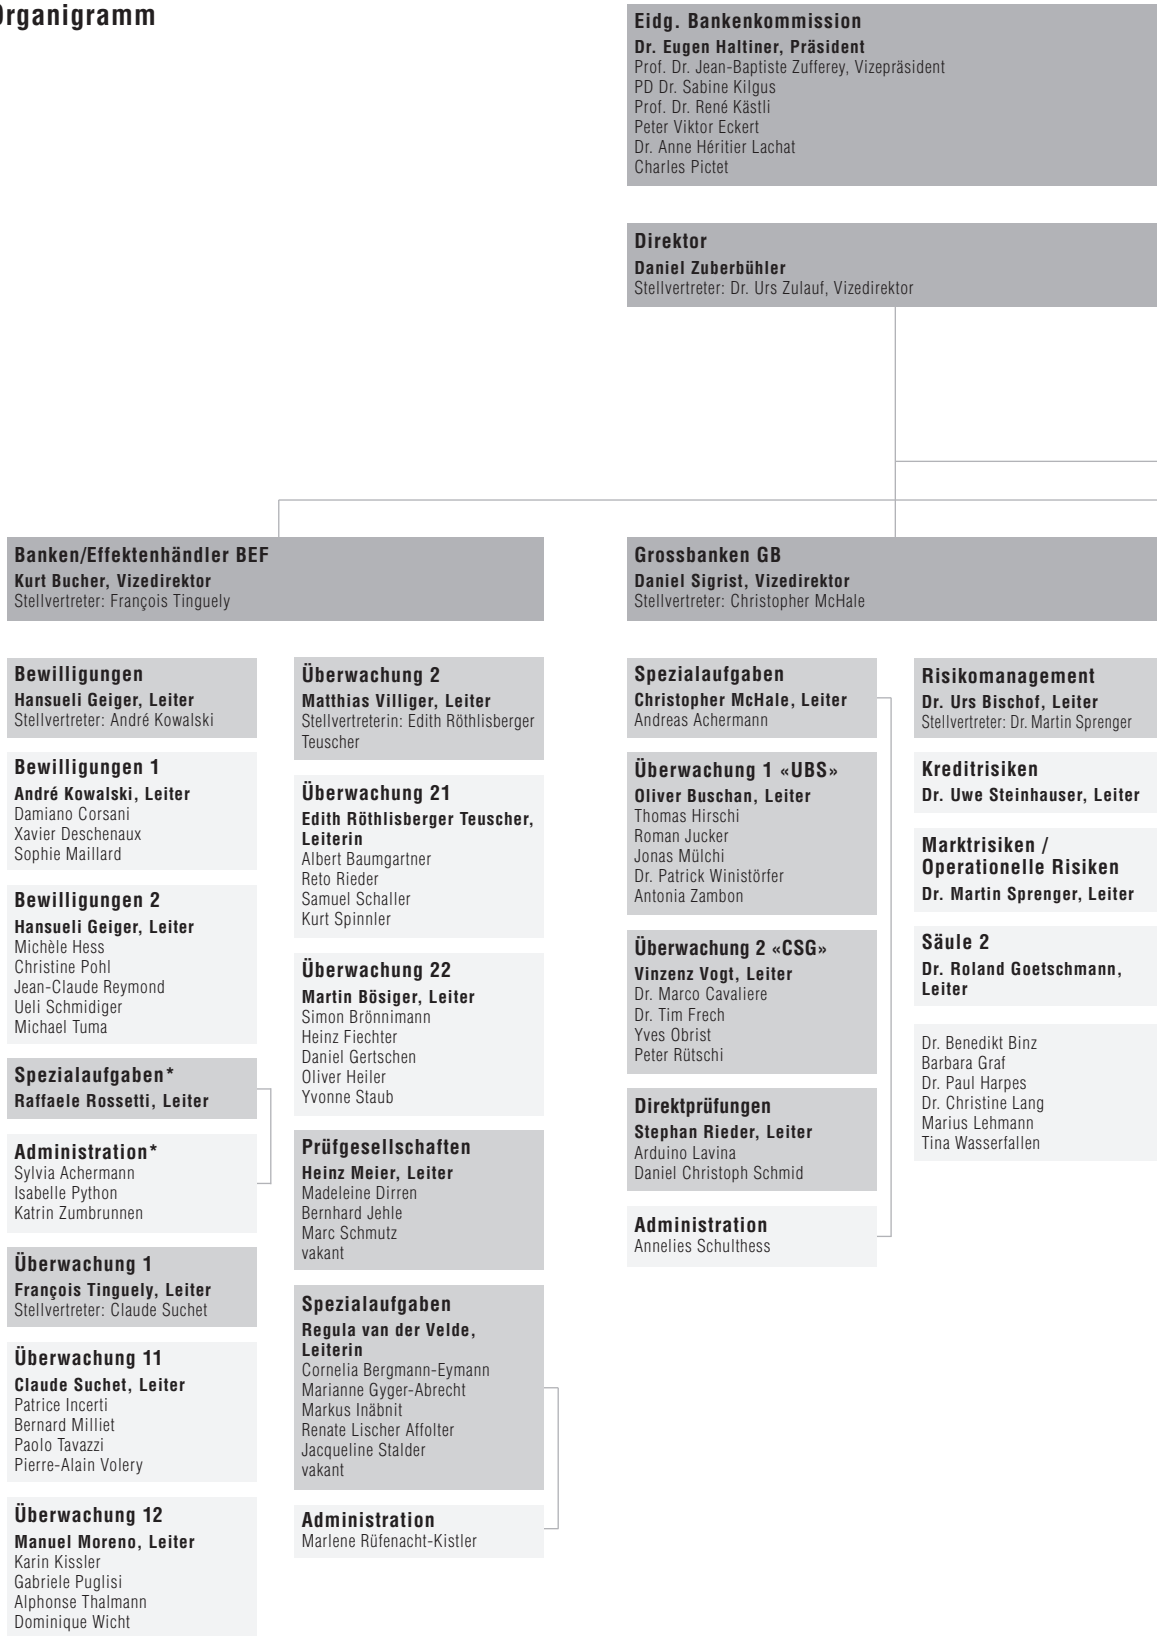 Organigramm
Eidg. Bankenkommission
Dr. Eugen Haltiner, Präsident
Prof. Dr. Jean-Baptiste Zufferey, Vizepräsident
PD Dr. Sabine Kilgus
Prof. Dr. René Kästli
Peter Viktor Eckert
Dr. Anne Héritier Lachat
Charles Pictet
Direktor
Daniel Zuberbühler
Stellvertreter: Dr. Urs Zulauf, Vizedirektor
Banken/Effektenhändler BEF
Kurt Bucher, Vizedirektor
Stellvertreter: François Tinguely
Bewilligungen
Hansueli Geiger, Leiter
Stellvertreter: André Kowalski
Bewilligungen 1
André Kowalski, Leiter
Damiano Corsani
Xavier Deschenaux
Sophie Maillard
Bewilligungen 2
Hansueli Geiger, Leiter
Michèle Hess
Christine Pohl
Jean-Claude Reymond
Ueli Schmidiger
Michael Tuma
Spezialaufgaben*
Raffaele Rossetti, Leiter
Administration*
Sylvia Achermann
Isabelle Python
Katrin Zumbrunnen
Überwachung 1
François Tinguely, Leiter
Stellvertreter: Claude Suchet
Überwachung 11
Claude Suchet, Leiter
Patrice Incerti
Bernard Milliet
Paolo Tavazzi
Pierre-Alain Volery
Überwachung 12
Manuel Moreno, Leiter
Karin Kissler
Gabriele Puglisi
Alphonse Thalmann
Dominique Wicht
Überwachung 2
Matthias Villiger, Leiter
Stellvertreterin: Edith Röthlisberger
Teuscher
Überwachung 21
Edith Röthlisberger Teuscher,
Leiterin
Albert Baumgartner
Reto Rieder
Samuel Schaller
Kurt Spinnler
Überwachung 22
Martin Bösiger, Leiter
Simon Brönnimann
Heinz Fiechter
Daniel Gertschen
Oliver Heiler
Yvonne Staub
Prüfgesellschaften
Heinz Meier, Leiter
Madeleine Dirren
Bernhard Jehle
Marc Schmutz
vakant
Spezialaufgaben
Regula van der Velde,
Leiterin
Cornelia Bergmann-Eymann
Marianne Gyger-Abrecht
Markus Inäbnit
Renate Lischer Affolter
Jacqueline Stalder
vakant
Administration
Marlene Rüfenacht-Kistler
Grossbanken GB
Daniel Sigrist, Vizedirektor
Stellvertreter: Christopher McHale
Spezialaufgaben
Christopher McHale, Leiter
Andreas Achermann
Überwachung 1 «UBS»
Oliver Buschan, Leiter
Thomas Hirschi
Roman Jucker
Jonas Mülchi
Dr. Patrick Winistörfer
Antonia Zambon
Überwachung 2 «CSG»
Vinzenz Vogt, Leiter
Dr. Marco Cavaliere
Dr. Tim Frech
Yves Obrist
Peter Rütschi
Direktprüfungen
Stephan Rieder, Leiter
Arduino Lavina
Daniel Christoph Schmid
Administration
Annelies Schulthess
Risikomanagement
Dr. Urs Bischof, Leiter
Stellvertreter: Dr. Martin Sprenger
Kreditrisiken
Dr. Uwe Steinhauser, Leiter
Marktrisiken /
Operationelle Risiken
Dr. Martin Sprenger, Leiter
Säule 2
Dr. Roland Goetschmann,
Leiter
Dr. Benedikt Binz
Barbara Graf
Dr. Paul Harpes
Dr. Christine Lang
Marius Lehmann
Tina Wasserfallen